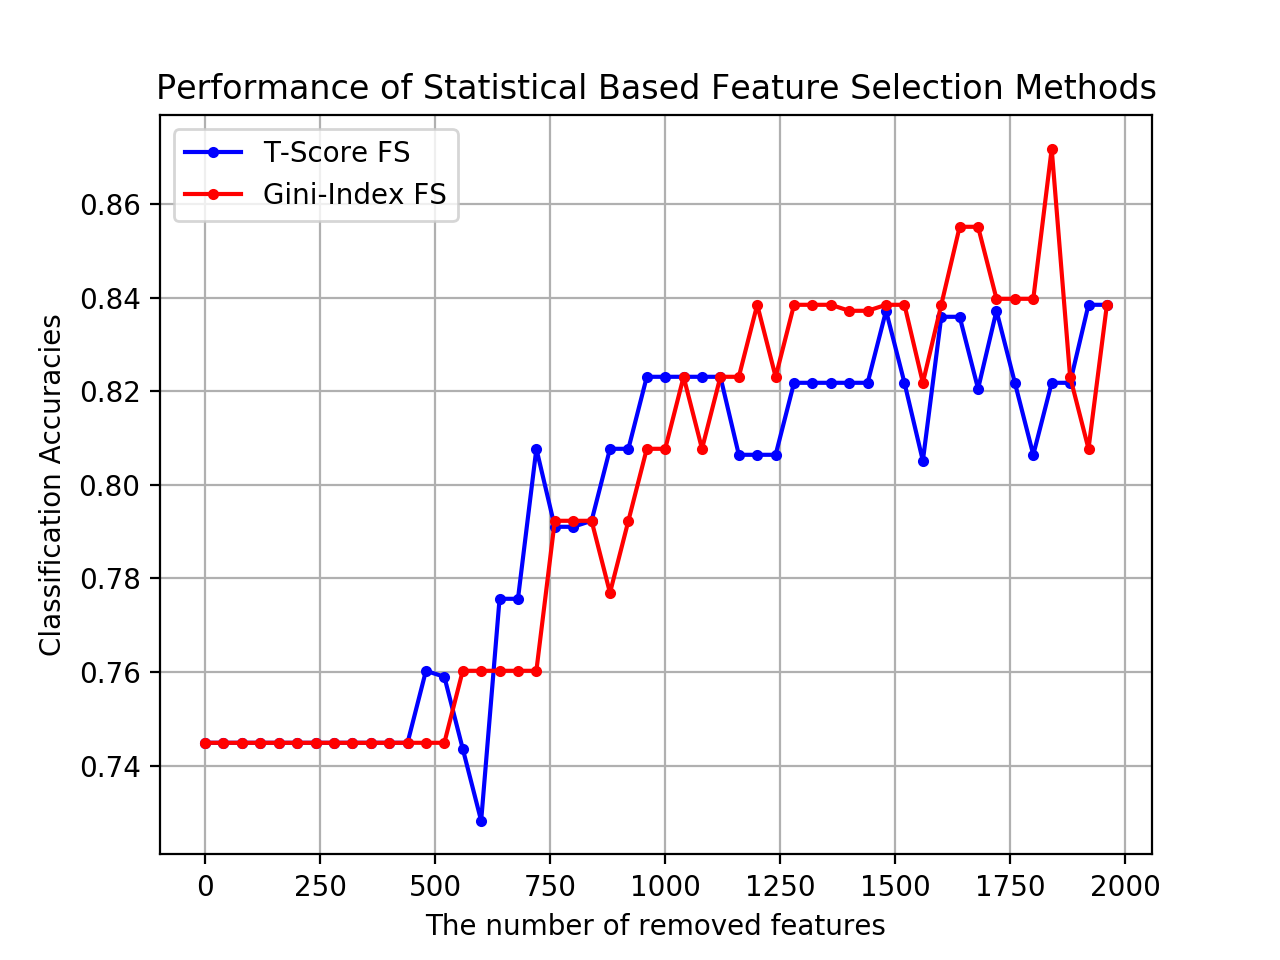 Performance of Statistical Based Feature Selection Methods
T-Score FS
Gini-Index FS
0.86
0.84
0.82
0.80
0.78
0.76
0.74
Classification Accuracies
0 250 500 750 1000 1250 1500 1750 2000
The number of removed features